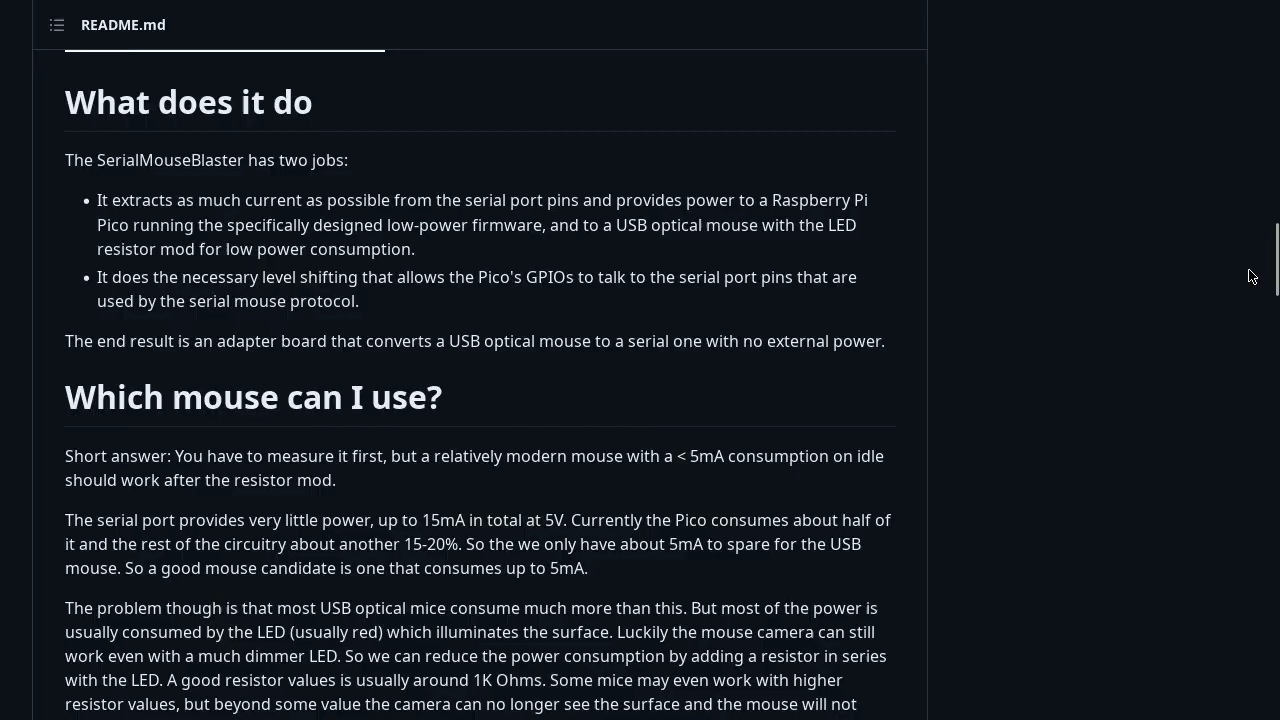 README.md
What does it do
The SerialMouseBlaster has two jobs:
• It extracts as much current as possible from the serial port pins and provides power to a Raspberry Pi
Pico running the specifically designed low-power firmware, and to a USB optical mouse with the LED
resistor mod for low power consumption.
• It does the necessary level shifting that allows the Pico's GPIOs to talk to the serial port pins that are
used by the serial mouse protocol.
The end result is an adapter board that converts a USB optical mouse to a serial one with no external power.
Which mouse can I use?
Short answer: You have to measure it first, but a relatively modern mouse with a < 5mA consumption on idle
should work after the resistor mod.
The serial port provides very little power, up to 15mA in total at 5V. Currently the Pico consumes about half of
it and the rest of the circuitry about another 15-20%. So the we only have about 5mA to spare for the USB
mouse. So a good mouse candidate is one that consumes up to 5mA.
The problem though is that most USB optical mice consume much more than this. But most of the power is
usually consumed by the LED (usually red) which illuminates the surface. Luckily the mouse camera can still
work even with a much dimmer LED. So we can reduce the power consumption by adding a resistor in series
with the LED. A good resistor values is usually around 1K Ohms. Some mice may even work with higher
resistor values, but beyond some value the camera can no longer see the surface and the mouse will not